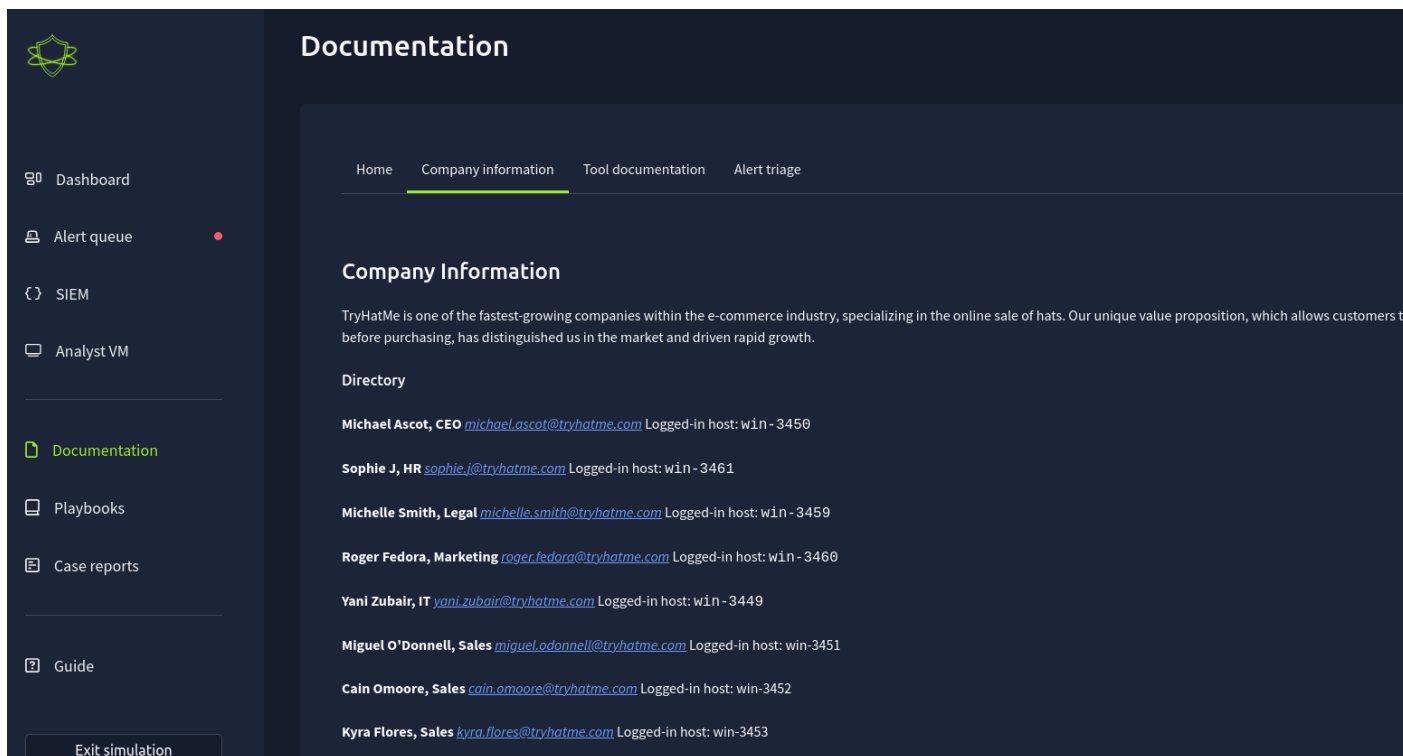 Documentation
Dashboard
Alert queue
SIEM
Analyst VM
Documentation
Playbooks
Case reports
Guide
Exit simulation
Home Company information Tool documentation Alert triage
Company Information
TryHatMe is one of the fastest-growing companies within the e-commerce industry, specializing in the online sale of hats. Our unique value proposition, which allows customers
before purchasing, has distinguished us in the market and driven rapid growth.
Directory
Michael Ascot, CEO michael.ascot@tryhatme.com Logged-in host: win-3450
Sophie J, HR sophie.j@tryhatme.com Logged-in host: win-3461
Michelle Smith, Legal michelle.smith@tryhatme.com Logged-in host: win-3459
Roger Fedora, Marketing roger.fedora@tryhatme.com Logged-in host: win-3460
Yani Zubair, IT yani.zubair@tryhatme.com Logged-in host: win-3449
Miguel O'Donnell, Sales miguel.odonnell@tryhatme.com Logged-in host: win-3451
Cain Omoore, Sales cain.omoore@tryhatme.com Logged-in host: win-3452
Kyra Flores, Sales kyra.flores@tryhatme.com Logged-in host: win-3453